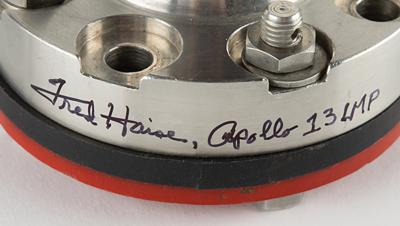 Fred Haise, Apollo 13 LMP